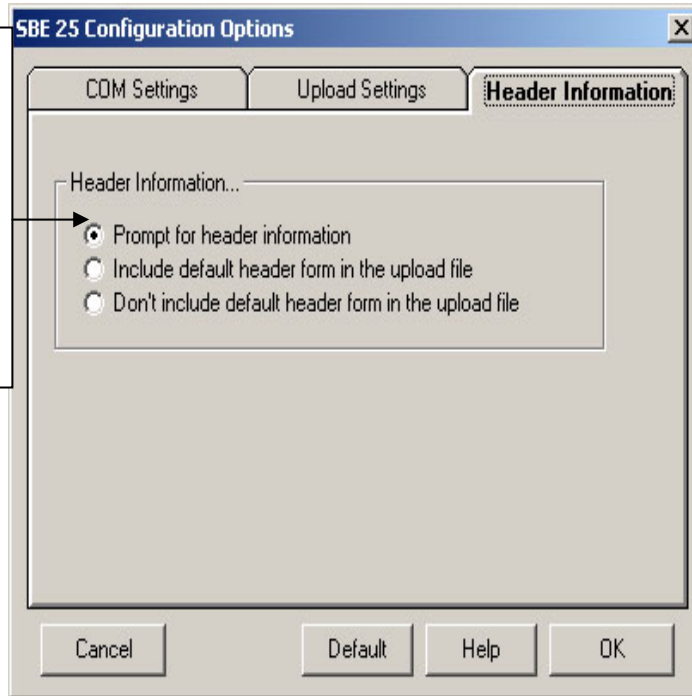 SBE 25 Configuration Options
COM Settings
Upload Settings
Header Information
Header Information...
Prompt for header information
Include default header form in the upload file
Don't include default header form in the upload file
Cancel
Default
Help
OK